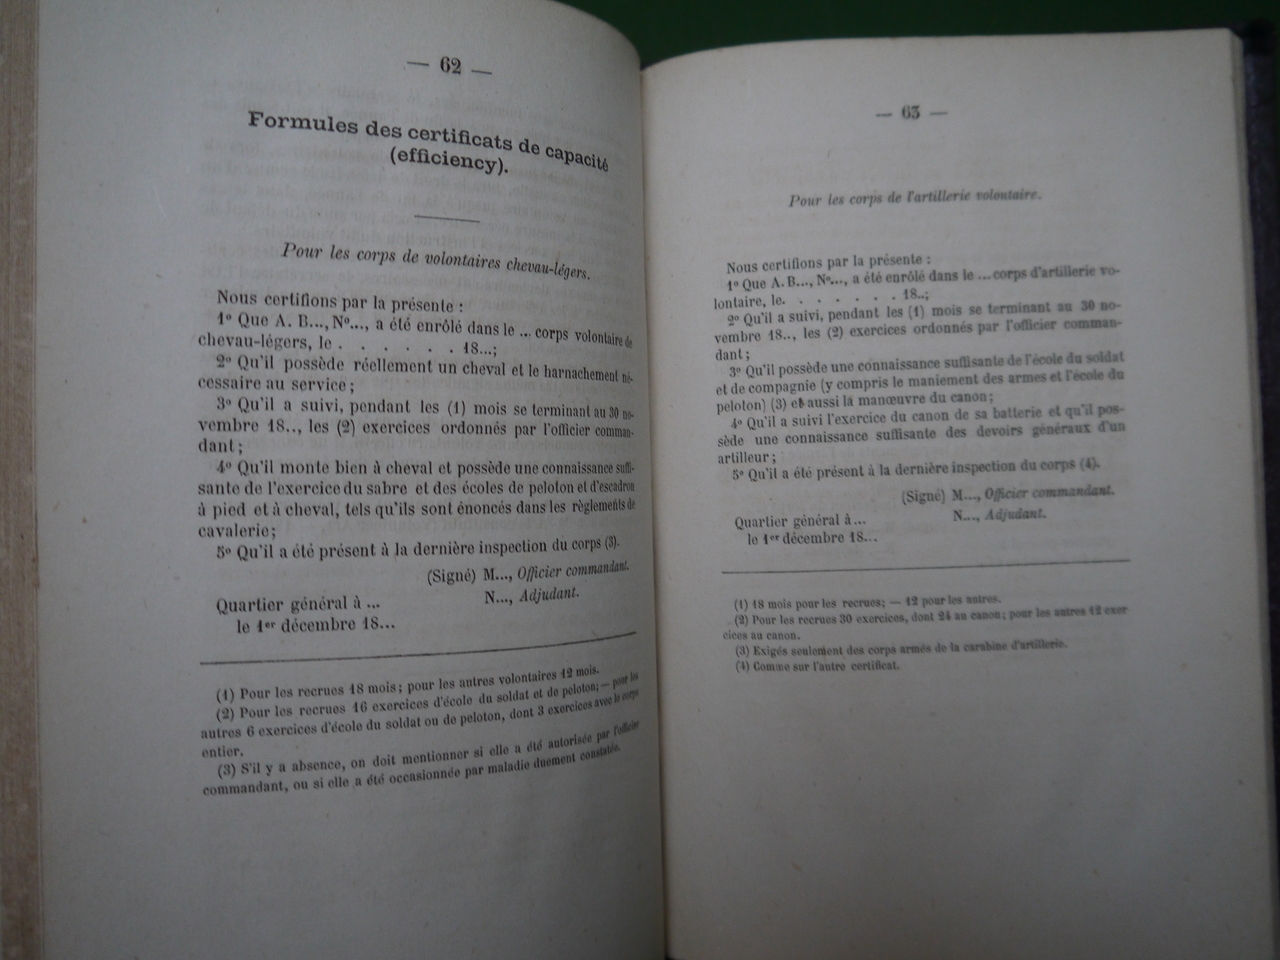 — 62 —
Formules des certificats de capacité
(efficiency).
Pour les corps de volontaires chevau-légers.
Nous certifions par la présente :
1º Que A. B..., Nº..., a été enrôlé dans le ... corps volontaire de
chevau-légers, le . . . . . . 18...;
2º Qu'il possède réellement un cheval et le harnachement né-
cessaire au service ;
3º Qu'il a suivi, pendant les (1) mois se terminant au 30 no-
vembre 18.., les (2) exercices ordonnés par l'officier comman-
dant ;
4º Qu'il monte bien à cheval et possède une connaissance suffi-
sante de l'exercice du sabre et des écoles de peloton et d'escadron
à pied et à cheval, tels qu'ils sont énoncés dans les règlements de
cavalerie;
5º Qu'il a été présent à la dernière inspection du corps (3).
(Signé) M..., Officier commandant.
N..., Adjudant.
Quartier général à ...
le 1er décembre 18...
(1) Pour les recrues 18 mois; pour les autres volontaires 12 mois.
(2) Pour les recrues 16 exercices d'école du soldat et de peloton; — pour les
autres 6 exercices d'école du soldat ou de peloton, dont 3 exercices avec le corps
entier.
(3) S'il y a absence, on doit mentionner si elle a été autorisée par l'officier
commandant, ou si elle a été occasionnée par maladie duement constatée.
— 63 —
Pour les corps de l'artillerie volontaire.
Nous certifions par la présente :
1º Que A. B..., Nº..., a été enrôlé dans le ... corps d'artillerie vo-
lontaire, le. . . . . . . 18..;
2º Qu'il a suivi, pendant les (1) mois se terminant au 30 no-
vembre 18.., les (2) exercices ordonnés par l'officier comman-
dant ;
3º Qu'il possède une connaissance suffisante de l'école du soldat
et de compagnie (y compris le maniement des armes et l'école du
peloton) (3) et aussi la manœuvre du canon;
4º Qu'il a suivi l'exercice du canon de sa batterie et qu'il pos-
sède une connaissance suffisante des devoirs généraux d'un
artilleur ;
5º Qu'il a été présent à la dernière inspection du corps (4).
(Signé) M..., Officier commandant.
N..., Adjudant.
Quartier général à...
le 1er décembre 18...
(1) 18 mois pour les recrues; — 12 pour les autres.
(2) Pour les recrues 30 exercices, dont 24 au canon; pour les autres 12 exer
cices au canon.
(3) Exigés seulement des corps armés de la carabine d'artillerie.
(4) Comme sur l'autre certificat.